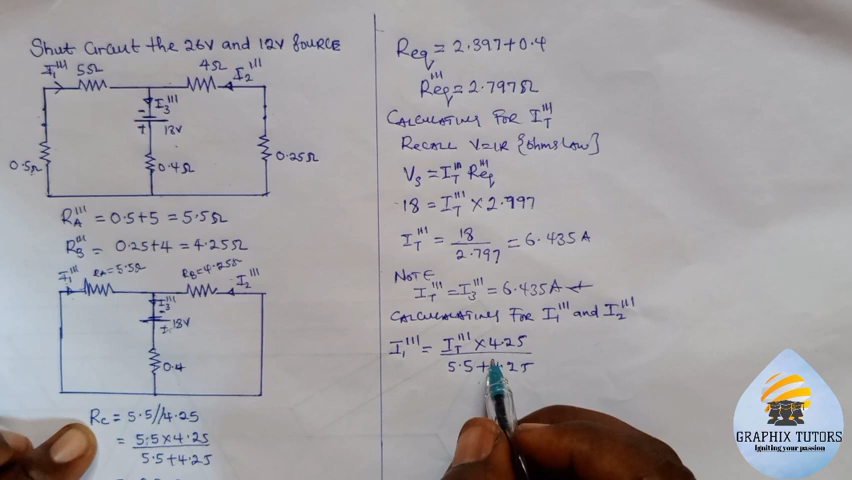 Shut Circuit the 26V and 12V Source
I₁''' 5Ω 4Ω I₂'''
I₃'''
-
+ 18V
0.5Ω 0.4Ω 0.25Ω
RA''' = 0.5+5 = 5.5Ω
RB''' = 0.25+4 = 4.25Ω
I₁''' RA=5.5Ω RB=4.25Ω I₂'''
I₃'''
18V
0.4
Rc = 5.5//4.25
= 5.5×4.25
5.5+4.25
Req = 2.397+0.4
Req''' = 2.797Ω
CALCULATING FOR IT'''
RECALL V=IR {Ohms law}
Vs = IT''' Req'''
18 = IT''' × 2.797
IT''' = 18 = 6.435A
2.797
NOTE
IT''' = I₃''' = 6.435A
CALCULATING FOR I₁''' and I₂'''
I₁''' = IT''' × 4.25
5.5+4.25
GRAPHIX TUTORS
Igniting your passion